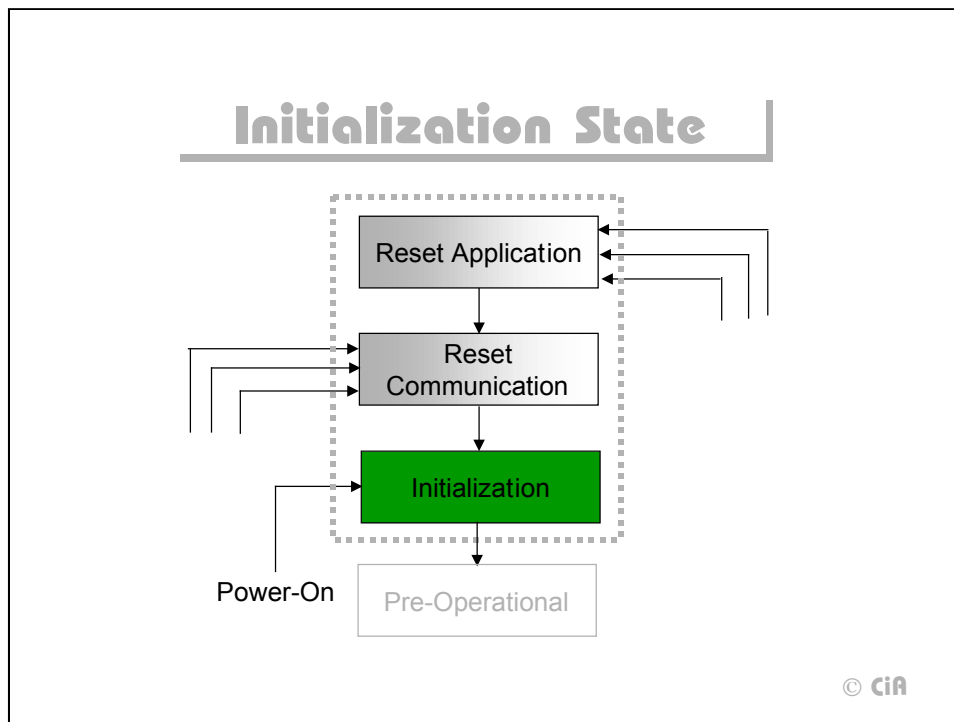 Initialization State
Reset Application
Reset
Communication
Initialization
Power-On
Pre-Operational
© CiA